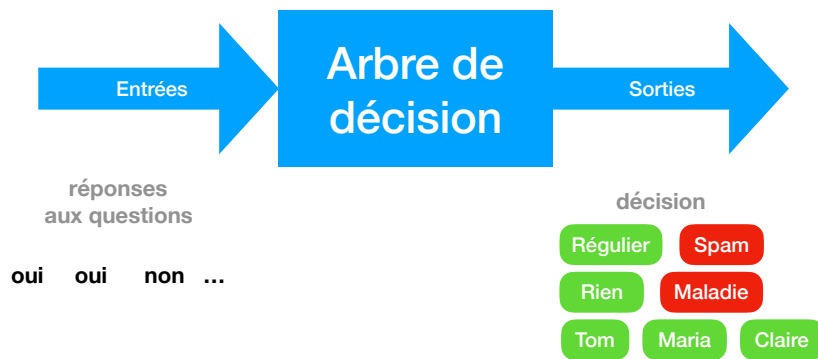 Entrées
Arbre de
décision
Sorties
réponses
aux questions
oui oui non ...
décision
Régulier Spam
Rien Maladie
Tom Maria Claire